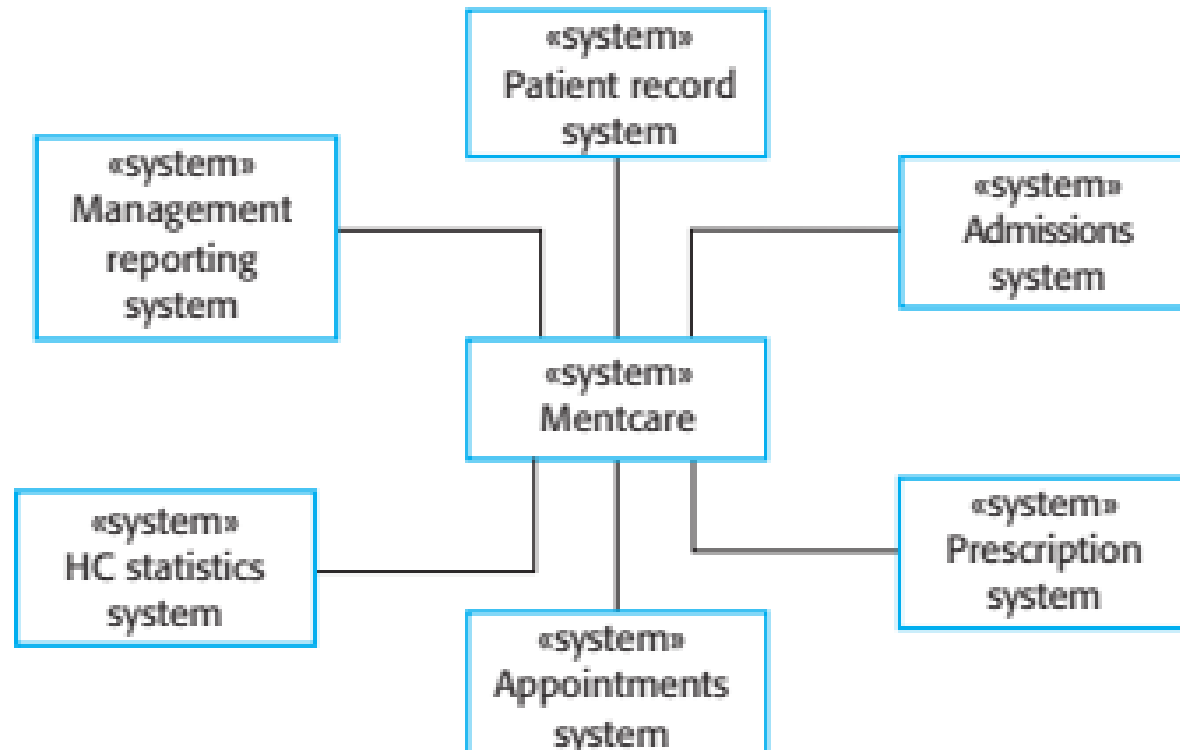 «system»
Patient record
system
«system»
Management
reporting
system
«system»
Admissions
system
«system»
Mentcare
«system»
HC statistics
system
«system»
Prescription
system
«system»
Appointments
system